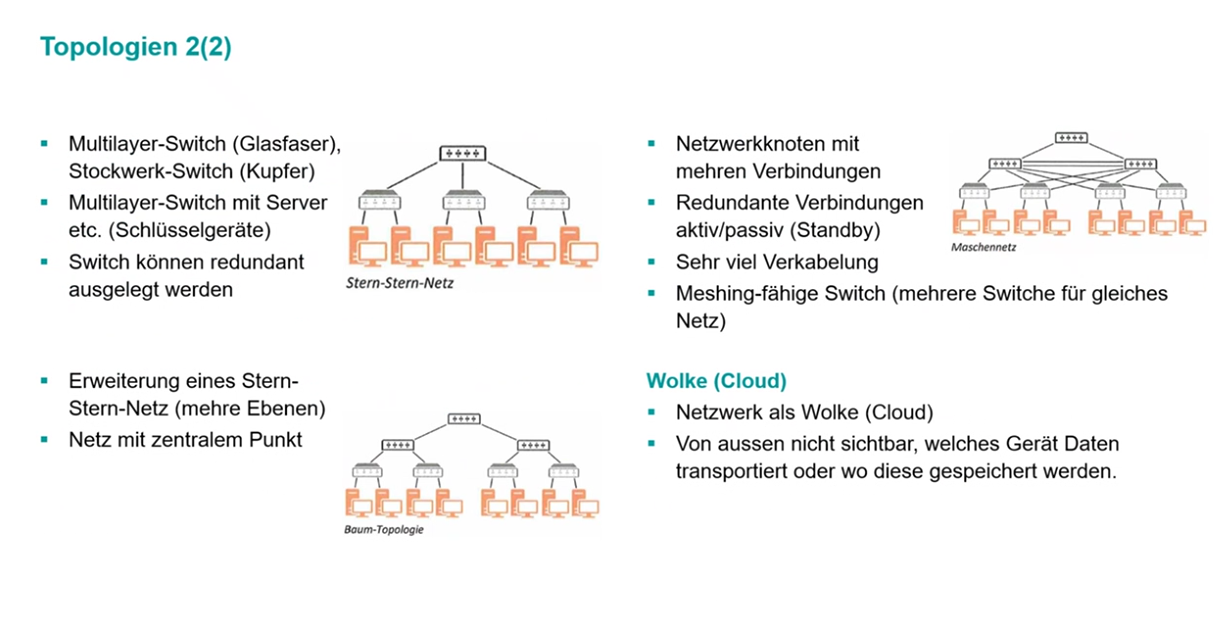 Topologien 2(2)
Multilayer-Switch (Glasfaser),
Stockwerk-Switch (Kupfer)
Multilayer-Switch mit Server
etc. (Schlüsselgeräte)
Switch können redundant
ausgelegt werden
Stern-Stern-Netz
Erweiterung eines Stern-
Stern-Netz (mehre Ebenen)
Netz mit zentralem Punkt
Baum-Topologie
Netzwerkknoten mit
mehren Verbindungen
Redundante Verbindungen
aktiv/passiv (Standby)
Sehr viel Verkabelung
Meshing-fähige Switch (mehrere Switche für gleiches
Netz)
Maschennetz
Wolke (Cloud)
Netzwerk als Wolke (Cloud)
Von aussen nicht sichtbar, welches Gerät Daten
transportiert oder wo diese gespeichert werden.